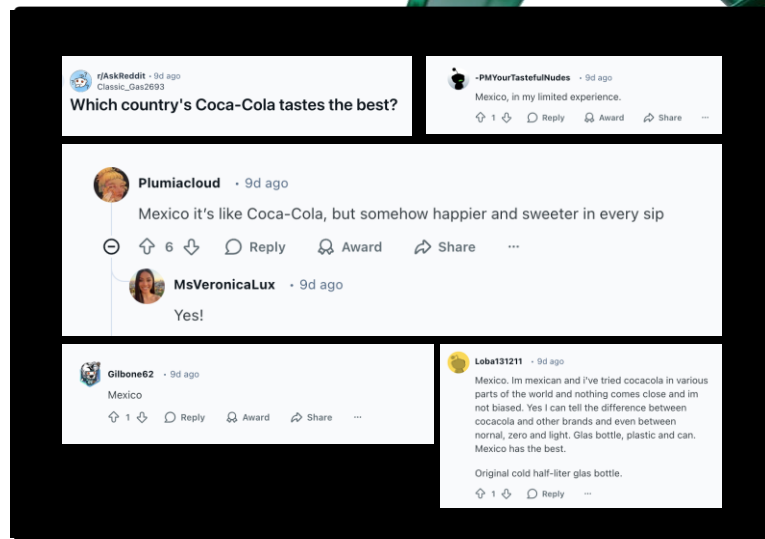 r/AskReddit • 9d ago
Classic_Gas2693
Which country's Coca-Cola tastes the best?
-PMYourTastefulNudes • 9d ago
Mexico, in my limited experience.
1 Reply Award Share ...
Plumiacloud • 9d ago
Mexico it's like Coca-Cola, but somehow happier and sweeter in every sip
6 Reply Award Share ...
MsVeronicaLux • 9d ago
Yes!
Gilbone62 • 9d ago
Mexico
1 Reply Award Share ...
Loba131211 • 9d ago
Mexico. Im mexican and i've tried cocacola in various
parts of the world and nothing comes close and im
not biased. Yes I can tell the difference between
cocacola and other brands and even between
nornal, zero and light. Glas bottle, plastic and can.
Mexico has the best.
Original cold half-liter glas bottle.
1 Reply ...